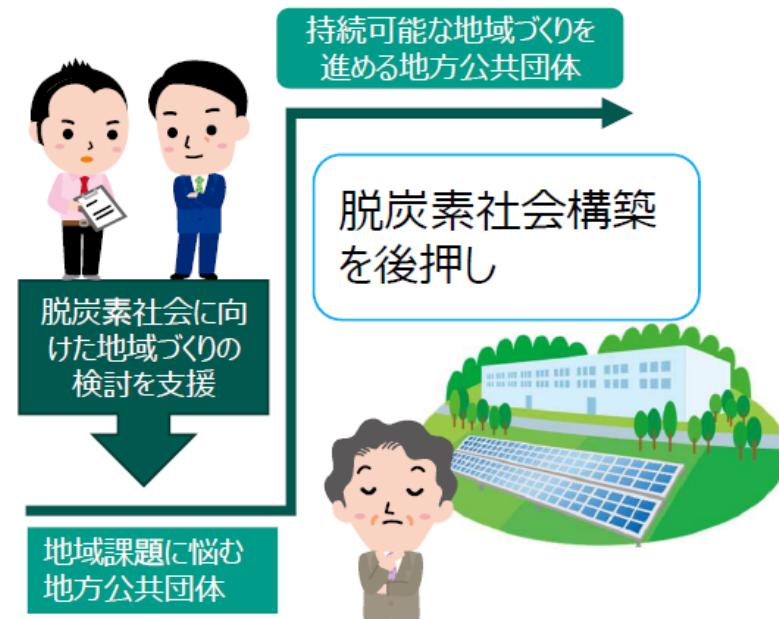 持続可能な地域づくりを
進める地方公共団体
脱炭素社会構築
を後押し
脱炭素社会に向
けた地域づくりの
検討を支援
地域課題に悩む
地方公共団体